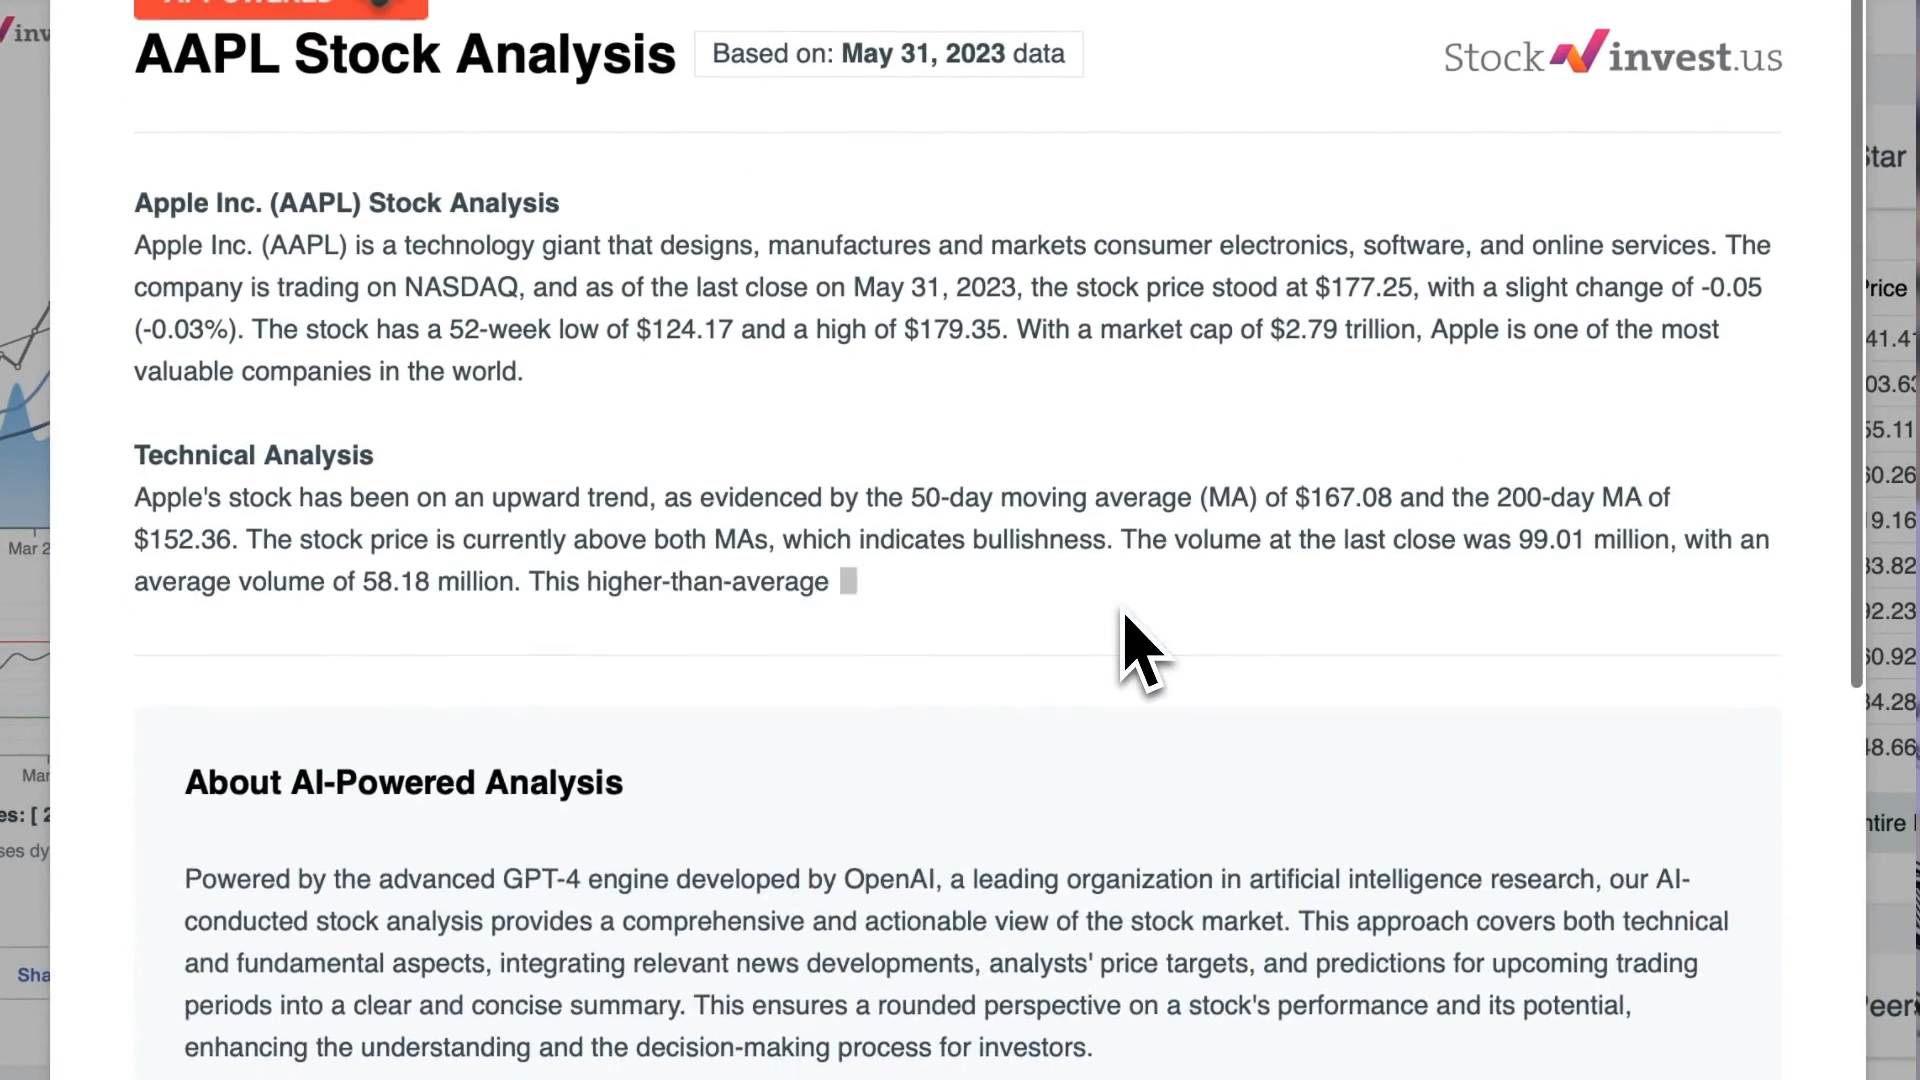 AAPL Stock Analysis
Based on: May 31, 2023 data
Stock invest.us
Apple Inc. (AAPL) Stock Analysis
Apple Inc. (AAPL) is a technology giant that designs, manufactures and markets consumer electronics, software, and online services. The
company is trading on NASDAQ, and as of the last close on May 31, 2023, the stock price stood at $177.25, with a slight change of -0.05
(-0.03%). The stock has a 52-week low of $124.17 and a high of $179.35. With a market cap of $2.79 trillion, Apple is one of the most
valuable companies in the world.
Technical Analysis
Apple's stock has been on an upward trend, as evidenced by the 50-day moving average (MA) of $167.08 and the 200-day MA of
$152.36. The stock price is currently above both MAs, which indicates bullishness. The volume at the last close was 99.01 million, with an
average volume of 58.18 million. This higher-than-average
About AI-Powered Analysis
Powered by the advanced GPT-4 engine developed by OpenAI, a leading organization in artificial intelligence research, our AI-
conducted stock analysis provides a comprehensive and actionable view of the stock market. This approach covers both technical
and fundamental aspects, integrating relevant news developments, analysts' price targets, and predictions for upcoming trading
periods into a clear and concise summary. This ensures a rounded perspective on a stock's performance and its potential,
enhancing the understanding and the decision-making process for investors.